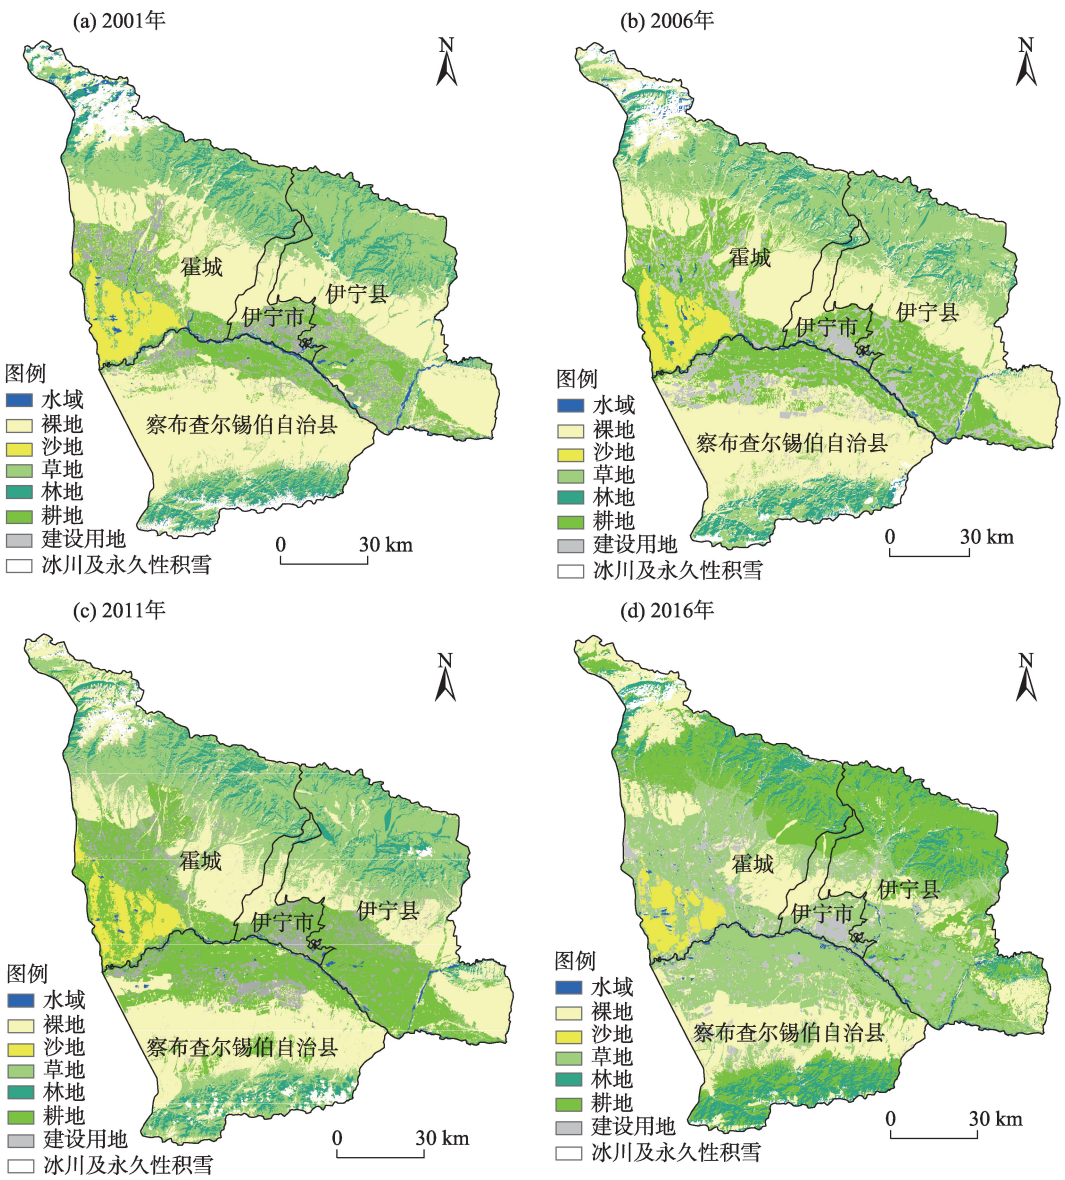 (a) 2001年
N
霍城
伊宁县
伊宁市
察布查尔锡伯自治县
图例
水域
裸地
沙地
草地
林地
耕地
建设用地
冰川及永久性积雪
0 30 km
(b) 2006年
N
霍城
伊宁县
伊宁市
察布查尔锡伯自治县
图例
水域
裸地
沙地
草地
林地
耕地
建设用地
冰川及永久性积雪
0 30 km
(c) 2011年
N
霍城
伊宁县
伊宁市
察布查尔锡伯自治县
图例
水域
裸地
沙地
草地
林地
耕地
建设用地
冰川及永久性积雪
0 30 km
(d) 2016年
N
霍城
伊宁县
伊宁市
察布查尔锡伯自治县
图例
水域
裸地
沙地
草地
林地
耕地
建设用地
冰川及永久性积雪
0 30 km